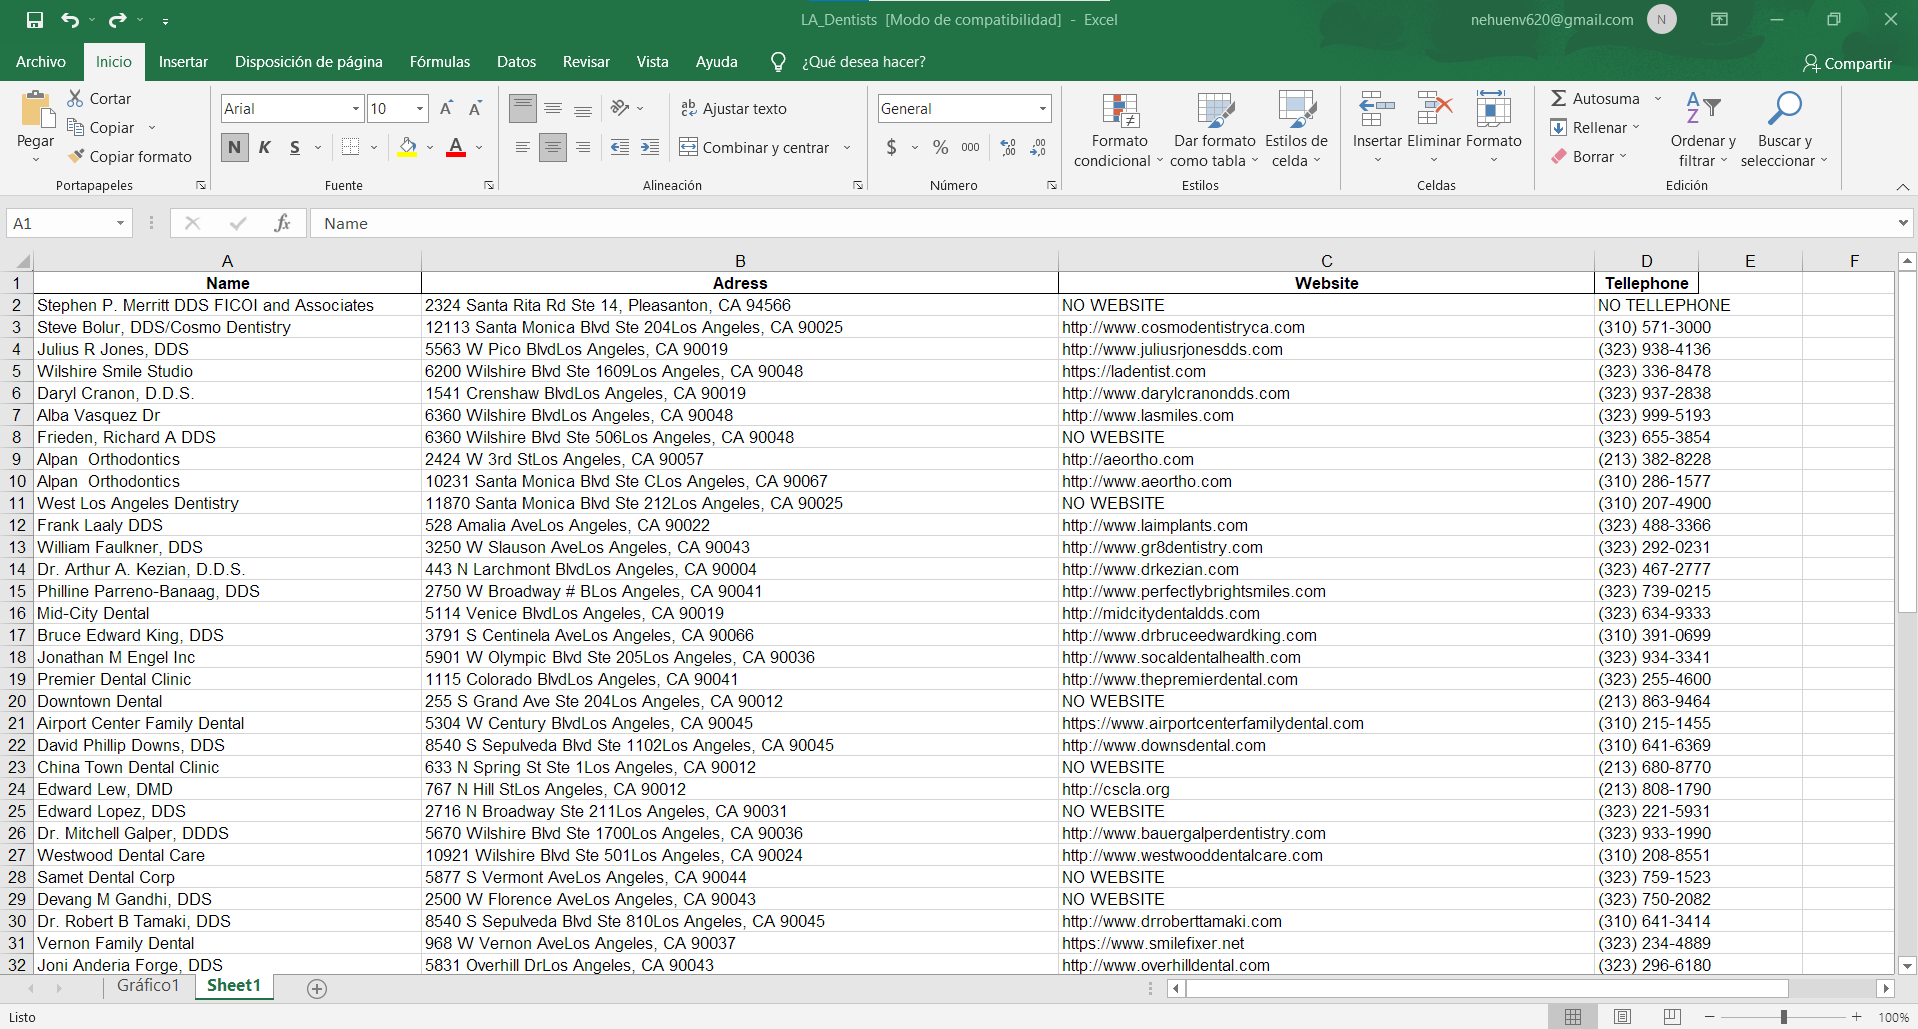 LA_Dentists [Modo de compatibilidad] - Excel
nehuenv620@gmail.com
N
Archivo Inicio Insertar Disposición de página Fórmulas Datos Revisar Vista Ayuda ¿Qué desea hacer? Compartir
Pegar
Cortar
Copiar
Copiar formato
Portapapeles
Arial 10
N K S
Fuente
Ajustar texto
Combinar y centrar
Alineación
General
$ % 000
Número
Formato condicional
Dar formato como tabla
Estilos de celda
Estilos
Insertar Eliminar Formato
Celdas
Autosuma
Rellenar
Borrar
Ordenar y filtrar
Buscar y seleccionar
Edición
A1 fx Name
A B C D E F
1 Name Adress Website Tellephone
2 Stephen P. Merritt DDS FICOI and Associates 2324 Santa Rita Rd Ste 14, Pleasanton, CA 94566 NO WEBSITE NO TELLEPHONE
3 Steve Bolur, DDS/Cosmo Dentistry 12113 Santa Monica Blvd Ste 204Los Angeles, CA 90025 http://www.cosmodentistryca.com (310) 571-3000
4 Julius R Jones, DDS 5563 W Pico BlvdLos Angeles, CA 90019 http://www.juliusrjonesdds.com (323) 938-4136
5 Wilshire Smile Studio 6200 Wilshire Blvd Ste 1609Los Angeles, CA 90048 https://ladentist.com (323) 336-8478
6 Daryl Cranon, D.D.S. 1541 Crenshaw BlvdLos Angeles, CA 90019 http://www.darylcranondds.com (323) 937-2838
7 Alba Vasquez Dr 6360 Wilshire BlvdLos Angeles, CA 90048 http://www.lasmiles.com (323) 999-5193
8 Frieden, Richard A DDS 6360 Wilshire Blvd Ste 506Los Angeles, CA 90048 NO WEBSITE (323) 655-3854
9 Alpan  Orthodontics 2424 W 3rd StLos Angeles, CA 90057 http://aeortho.com (213) 382-8228
10 Alpan  Orthodontics 10231 Santa Monica Blvd Ste CLos Angeles, CA 90067 http://www.aeortho.com (310) 286-1577
11 West Los Angeles Dentistry 11870 Santa Monica Blvd Ste 212Los Angeles, CA 90025 NO WEBSITE (310) 207-4900
12 Frank Laaly DDS 528 Amalia AveLos Angeles, CA 90022 http://www.laimplants.com (323) 488-3366
13 William Faulkner, DDS 3250 W Slauson AveLos Angeles, CA 90043 http://www.gr8dentistry.com (323) 292-0231
14 Dr. Arthur A. Kezian, D.D.S. 443 N Larchmont BlvdLos Angeles, CA 90004 http://www.drkezian.com (323) 467-2777
15 Philline Parreno-Banaag, DDS 2750 W Broadway # BLos Angeles, CA 90041 http://www.perfectlybrightsmiles.com (323) 739-0215
16 Mid-City Dental 5114 Venice BlvdLos Angeles, CA 90019 http://midcitydentaldds.com (323) 634-9333
17 Bruce Edward King, DDS 3791 S Centinela AveLos Angeles, CA 90066 http://www.drbruceedwardking.com (310) 391-0699
18 Jonathan M Engel Inc 5901 W Olympic Blvd Ste 205Los Angeles, CA 90036 http://www.socaldentalhealth.com (323) 934-3341
19 Premier Dental Clinic 1115 Colorado BlvdLos Angeles, CA 90041 http://www.thepremierdental.com (323) 255-4600
20 Downtown Dental 255 S Grand Ave Ste 204Los Angeles, CA 90012 NO WEBSITE (213) 863-9464
21 Airport Center Family Dental 5304 W Century BlvdLos Angeles, CA 90045 https://www.airportcenterfamilydental.com (310) 215-1455
22 David Phillip Downs, DDS 8540 S Sepulveda Blvd Ste 1102Los Angeles, CA 90045 http://www.downsdental.com (310) 641-6369
23 China Town Dental Clinic 633 N Spring St Ste 1Los Angeles, CA 90012 NO WEBSITE (213) 680-8770
24 Edward Lew, DMD 767 N Hill StLos Angeles, CA 90012 http://cscla.org (213) 808-1790
25 Edward Lopez, DDS 2716 N Broadway Ste 211Los Angeles, CA 90031 NO WEBSITE (323) 221-5931
26 Dr. Mitchell Galper, DDDS 5670 Wilshire Blvd Ste 1700Los Angeles, CA 90036 http://www.bauergalperdentistry.com (323) 933-1990
27 Westwood Dental Care 10921 Wilshire Blvd Ste 501Los Angeles, CA 90024 http://www.westwooddentalcare.com (310) 208-8551
28 Samet Dental Corp 5877 S Vermont AveLos Angeles, CA 90044 NO WEBSITE (323) 759-1523
29 Devang M Gandhi, DDS 2500 W Florence AveLos Angeles, CA 90043 NO WEBSITE (323) 750-2082
30 Dr. Robert B Tamaki, DDS 8540 S Sepulveda Blvd Ste 810Los Angeles, CA 90045 http://www.drroberttamaki.com (310) 641-3414
31 Vernon Family Dental 968 W Vernon AveLos Angeles, CA 90037 https://www.smilefixer.net (323) 234-4889
32 Joni Anderia Forge, DDS 5831 Overhill DrLos Angeles, CA 90043 http://www.overhilldental.com (323) 296-6180
Gráfico1 Sheet1
Listo
100%